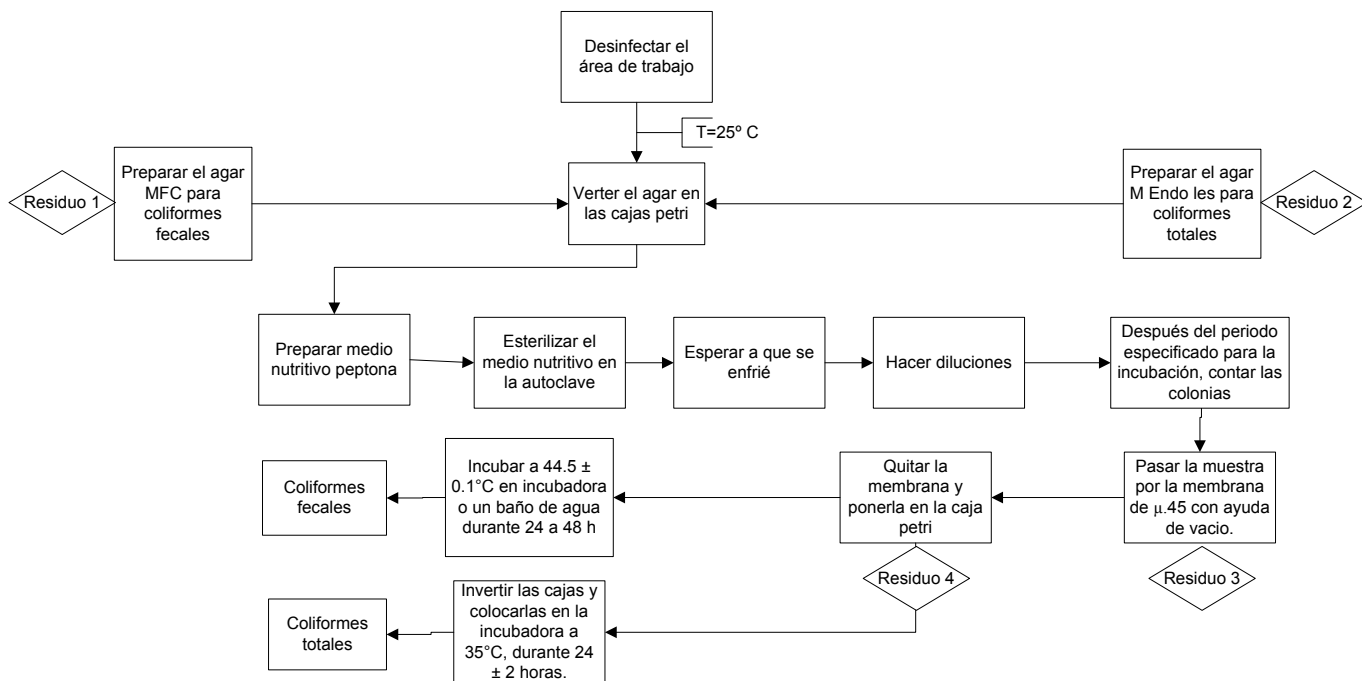 Desinfectar el
área de trabajo
T=25º C
Residuo 1
Preparar el agar
MFC para
coliformes
fecales
Verter el agar en
las cajas petri
Preparar el agar
M Endo les para
coliformes
totales
Residuo 2
Preparar medio
nutritivo peptona
Esterilizar el
medio nutritivo en
la autoclave
Esperar a que se
enfrié
Hacer diluciones
Después del periodo
especificado para la
incubación, contar las
colonias
Coliformes
fecales
Incubar a 44.5 ±
0.1°C en incubadora
o un baño de agua
durante 24 a 48 h
Quitar la
membrana y
ponerla en la caja
petri
Pasar la muestra
por la membrana
de μ.45 con ayuda
de vacio.
Residuo 4
Residuo 3
Coliformes
totales
Invertir las cajas y
colocarlas en la
incubadora a
35°C, durante 24
± 2 horas.